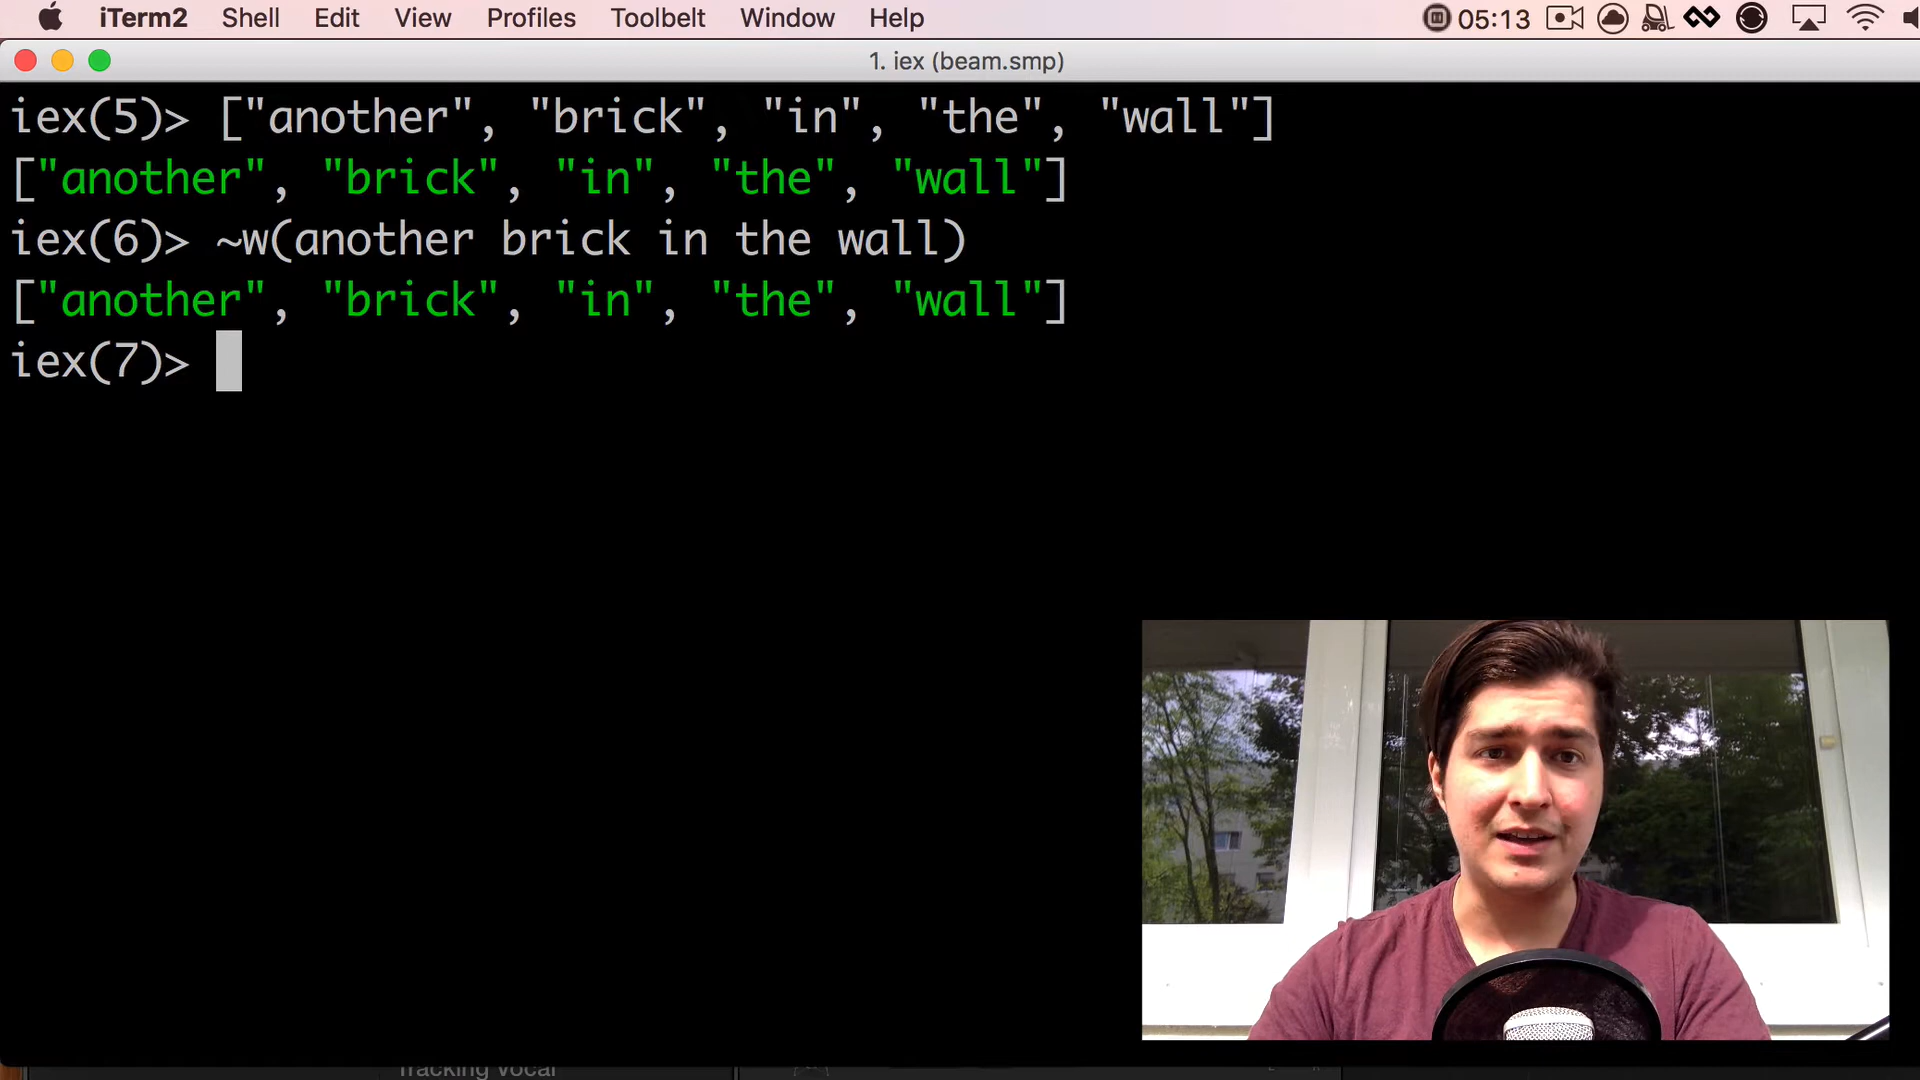 iTerm2 Shell Edit View Profiles Toolbelt Window Help 05:13
1. iex (beam.smp)
iex(5)> ["another", "brick", "in", "the", "wall"]
["another", "brick", "in", "the", "wall"]
iex(6)> ~w(another brick in the wall)
["another", "brick", "in", "the", "wall"]
iex(7)>
Tracking Vocal